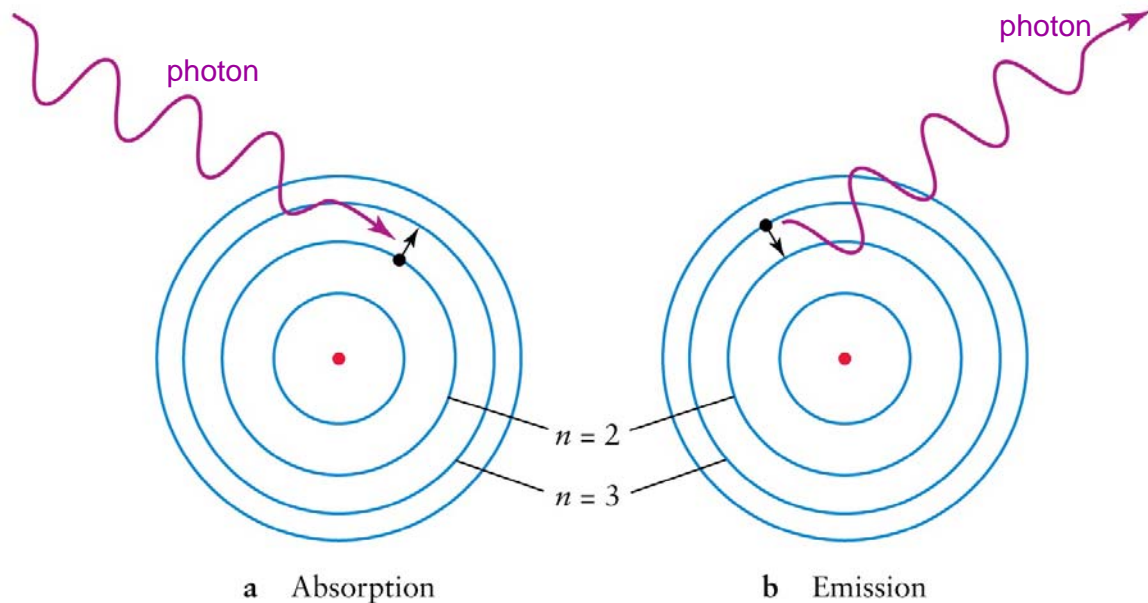 photon
photon
n = 2
n = 3
a Absorption
b Emission